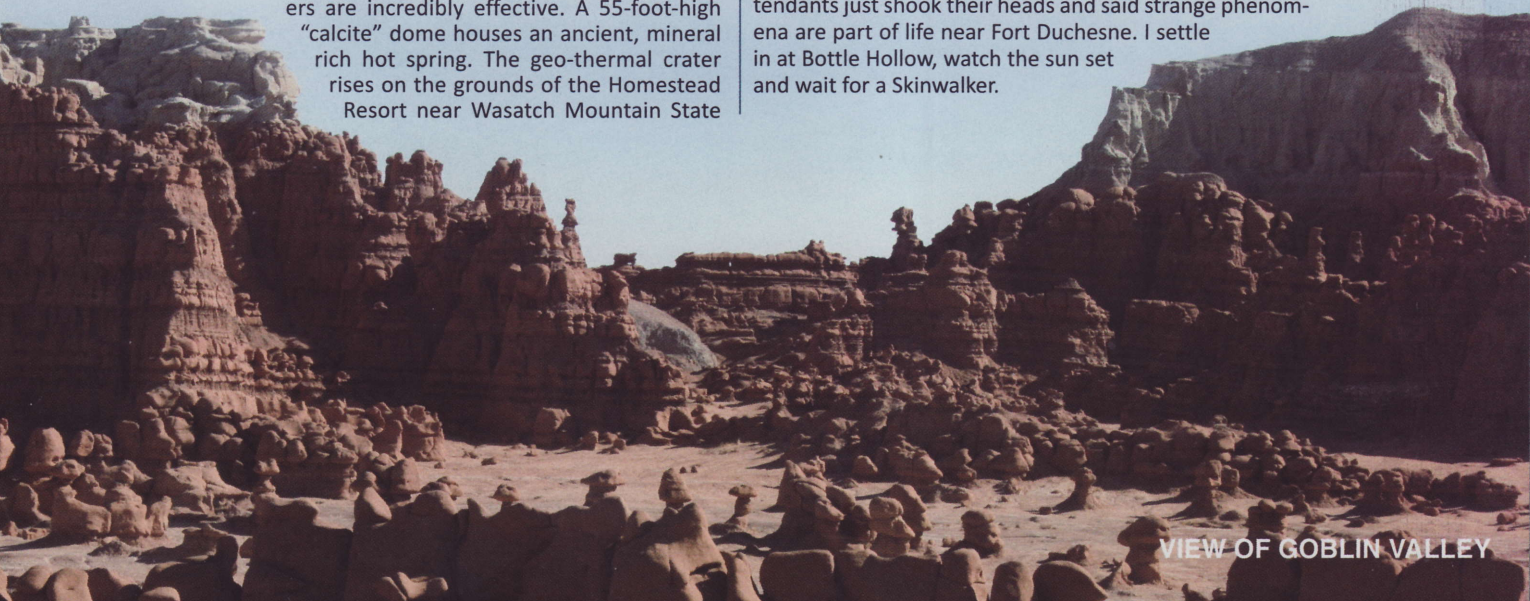 ers are incredibly effective. A 55-foot-high
“calcite” dome houses an ancient, mineral
rich hot spring. The geo-thermal crater
rises on the grounds of the Homestead
Resort near Wasatch Mountain State
tendants just shook their heads and said strange phenom-
ena are part of life near Fort Duchesne. I settle
in at Bottle Hollow, watch the sun set
and wait for a Skinwalker.
VIEW OF GOBLIN VALLEY